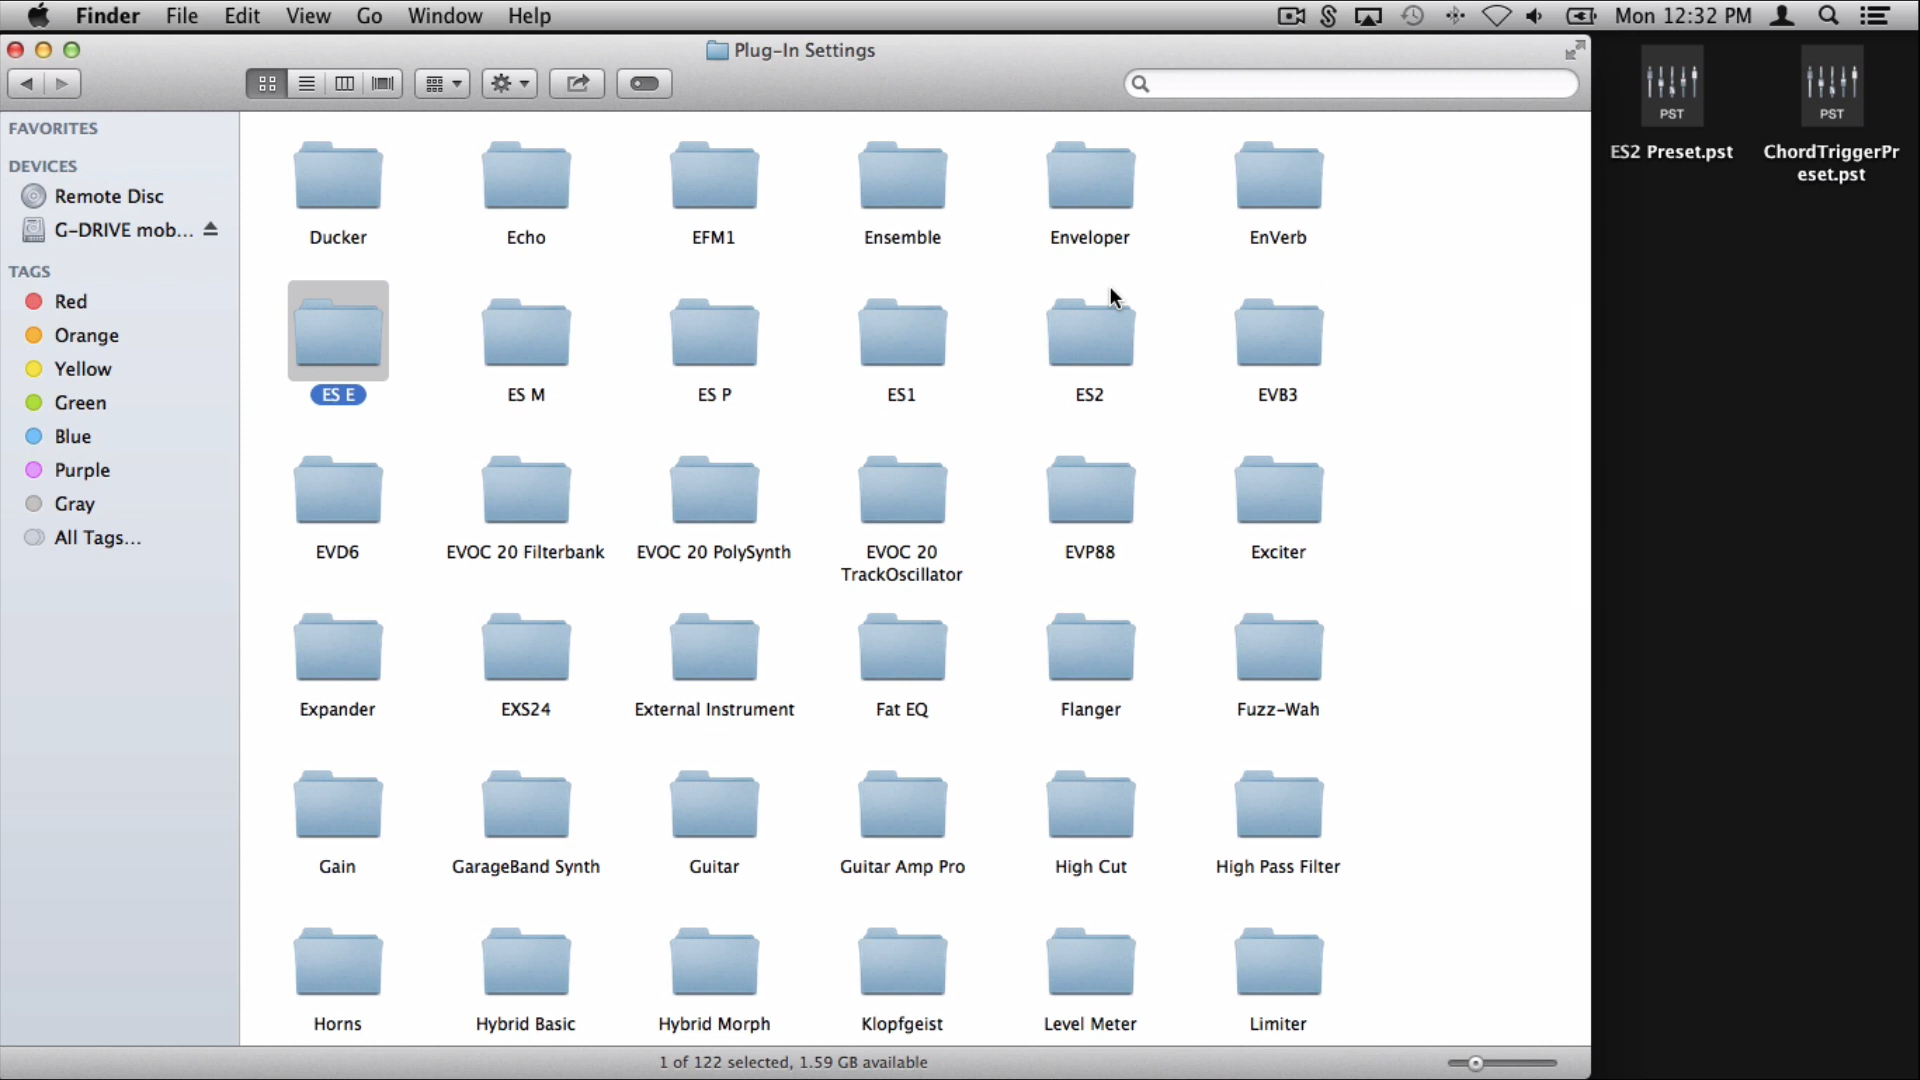 Finder File Edit View Go Window Help Mon 12:32 PM
Plug-In Settings
FAVORITES
DEVICES
Remote Disc
G-DRIVE mob...
TAGS
Red
Orange
Yellow
Green
Blue
Purple
Gray
All Tags...
Ducker Echo EFM1 Ensemble Enveloper EnVerb
ES E ES M ES P ES1 ES2 EVB3
EVD6 EVOC 20 Filterbank EVOC 20 PolySynth EVOC 20 EVP88 Exciter
TrackOscillator
Expander EXS24 External Instrument Fat EQ Flanger Fuzz-Wah
Gain GarageBand Synth Guitar Guitar Amp Pro High Cut High Pass Filter
Horns Hybrid Basic Hybrid Morph Klopfgeist Level Meter Limiter
1 of 122 selected, 1.59 GB available
PST PST
ES2 Preset.pst ChordTriggerPr
eset.pst